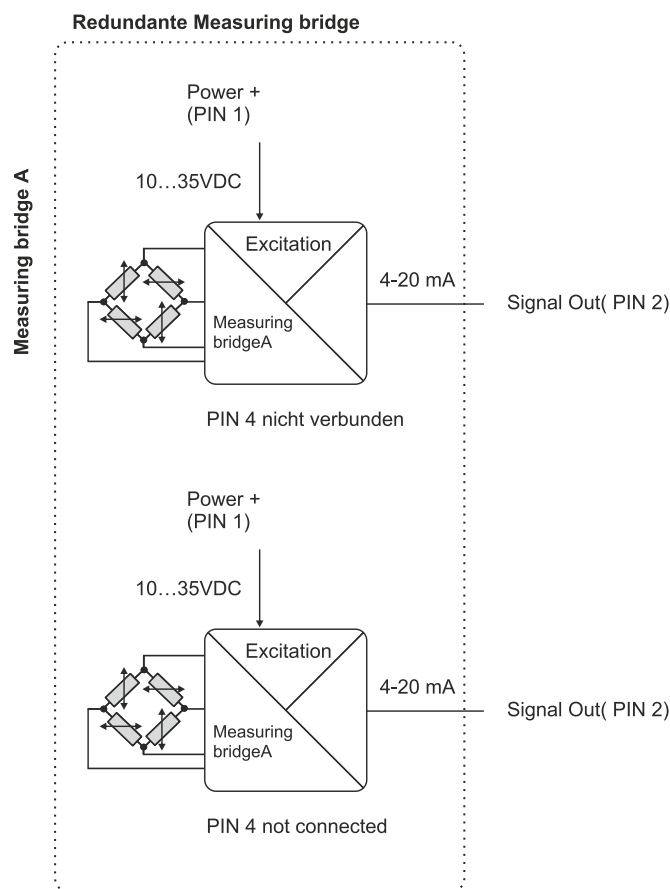 Redundante Measuring bridge
Measuring bridge A
Power +
(PIN 1)
10...35VDC
Excitation
Measuring
bridgeA
4-20 mA
Signal Out( PIN 2)
PIN 4 nicht verbunden
Power +
(PIN 1)
10...35VDC
Excitation
Measuring
bridgeA
4-20 mA
Signal Out( PIN 2)
PIN 4 not connected